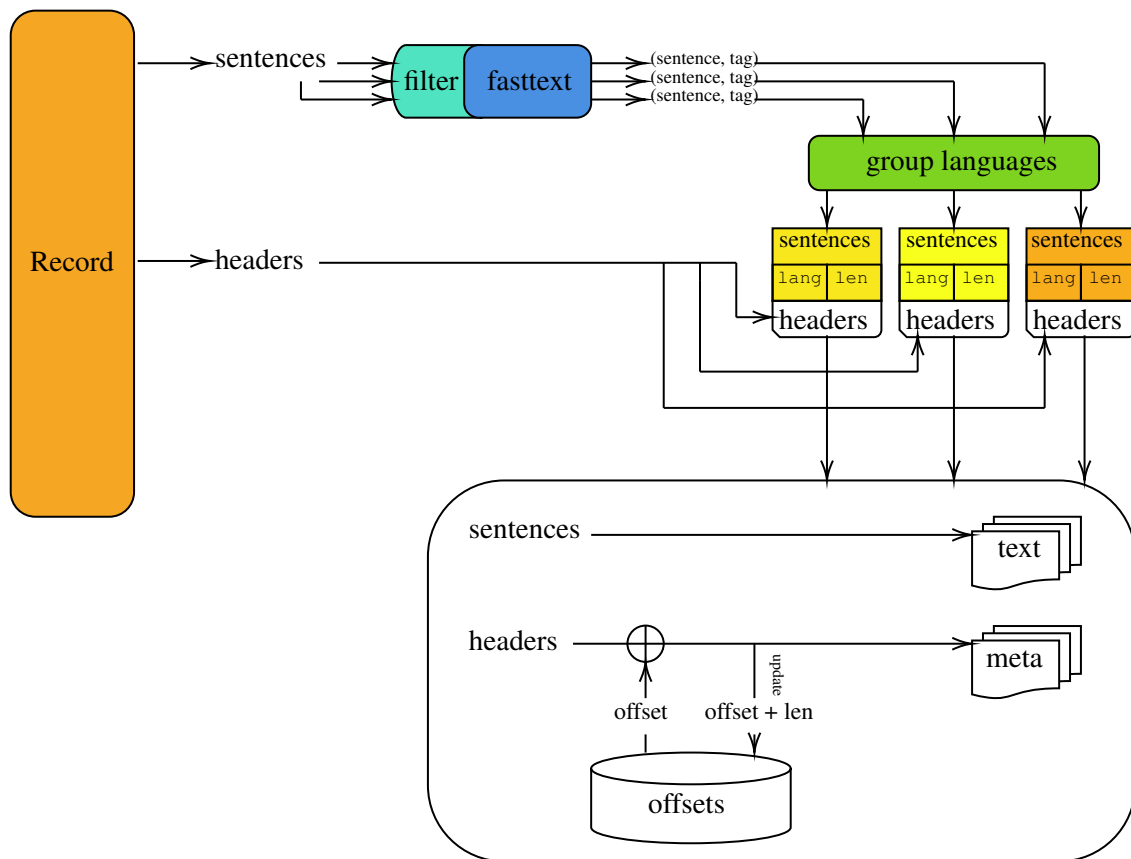 sentences
filter
fasttext
(sentence, tag)
(sentence, tag)
(sentence, tag)
group languages
Record
headers
sentences
lang
len
headers
sentences
lang
len
headers
sentences
lang
len
headers
sentences
text
headers
update
meta
offset
offset + len
offsets